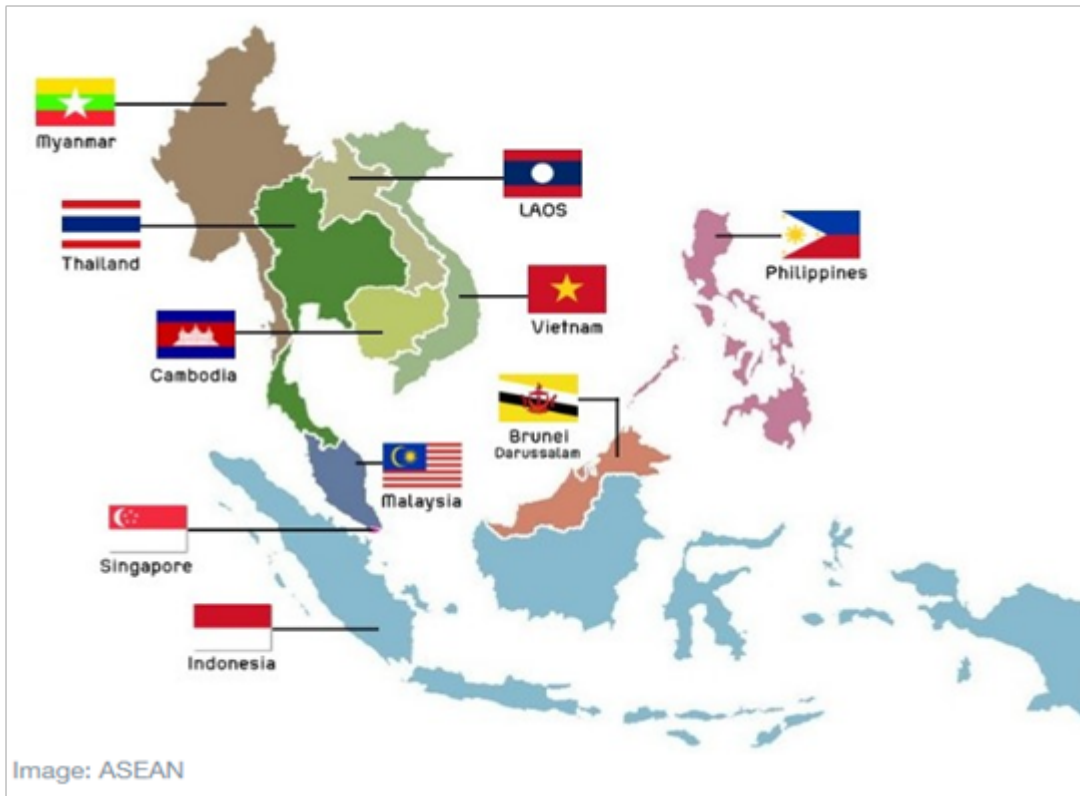 Myanmar
LAOS
Thailand
Philippines
Vietnam
Cambodia
Brunei
Darussalam
Malaysia
Singapore
Indonesia
Image: ASEAN